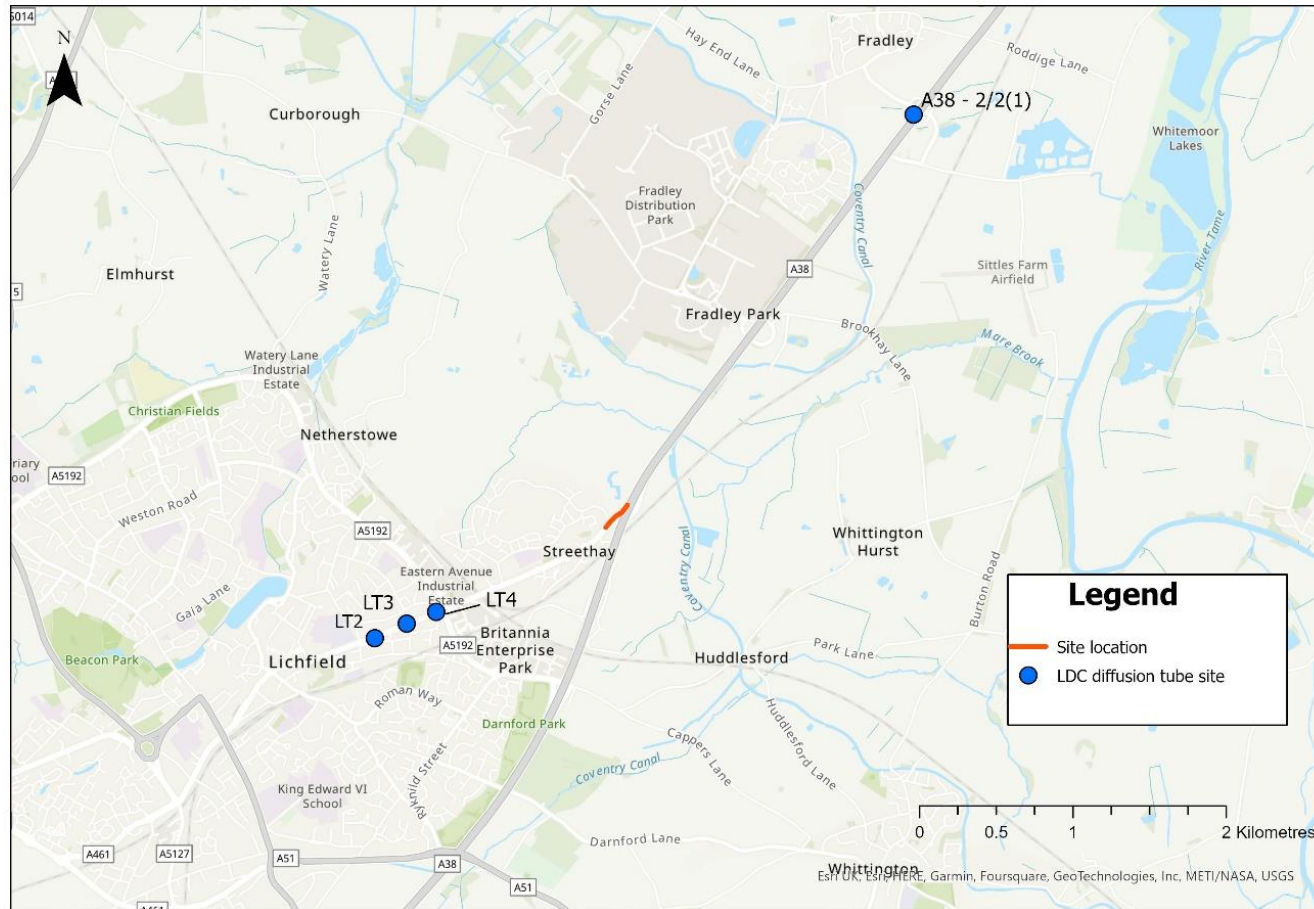 5014
N
A
Curborough
Hay End Lane
Gorse Lane
Fradley
Roddige Lane
A38 - 2/2(1)
Whitemoor
Lakes
Fradley
Distribution
Park
Coventry Canal
River Tame
Watery Lane
Elmhurst
5
A38
Sittles Farm
Airfield
Fradley Park
Brookhay Lane
Mare Brook
Watery Lane
Industrial
Estate
Christian Fields
Netherstowe
riary
ool
A5192
Weston Road
A5192
Streethay
Coventry Canal
Whittington
Hurst
Burton Road
Eastern Avenue
Industrial
Estate
Gaia Lane
LT3
LT4
LT2
A5192
Britannia
Enterprise
Park
Beacon Park
Lichfield
Roman Way
Huddlesford
Park Lane
Legend
Site location
LDC diffusion tube site
Darnford Park
Huddlesford Lane
Cappers Lane
Coventry Canal
Ryknild Street
King Edward VI
School
Darnford Lane
0 0.5 1 2 Kilometres
A461
A5127
A51
A38
A51
Whittington
Esri UK, Esri, HERE, Garmin, Foursquare, GeoTechnologies, Inc, METI/NASA, USGS